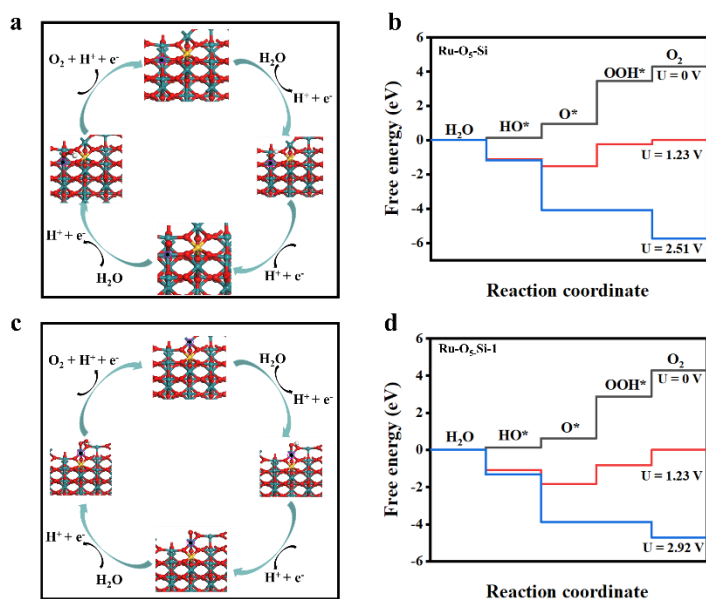 a
O₂ + H⁺ + e⁻
H₂O
H⁺ + e⁻
H⁺ + e⁻
H₂O
H⁺ + e⁻
b
Ru-O₅-Si
6
4
2
0
-2
-4
-6
Free energy (eV)
H₂O
HO*
O*
OOH*
O₂
U = 0 V
U = 1.23 V
U = 2.51 V
Reaction coordinate
c
O₂ + H⁺ + e⁻
H₂O
H⁺ + e⁻
H⁺ + e⁻
H₂O
H⁺ + e⁻
d
Ru-O₅-Si-1
6
4
2
0
-2
-4
-6
Free energy (eV)
H₂O
HO*
O*
OOH*
O₂
U = 0 V
U = 1.23 V
U = 2.92 V
Reaction coordinate